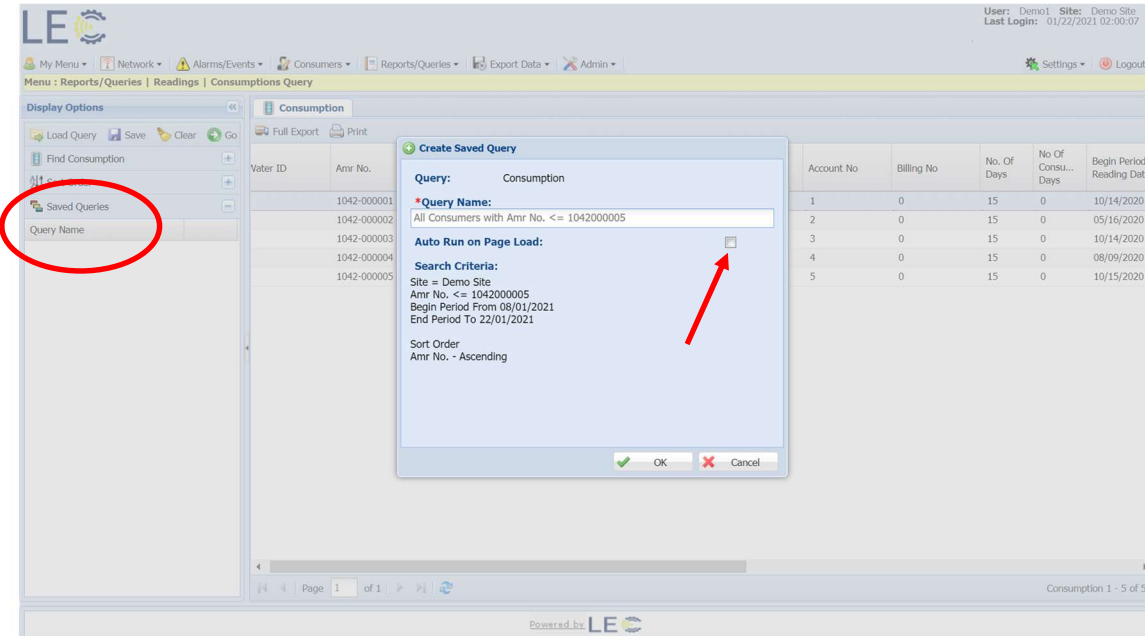 LEC
User: Demo1 Site: Demo Site
Last Login: 01/22/2021 02:00:07
My Menu Network Alarms/Events Consumers Reports/Queries Export Data Admin Settings Logout
Menu : Reports/Queries | Readings | Consumptions Query
Display Options
Consumption
Load Query Save Clear Go
Full Export Print
Find Consumption
Sort Order
Saved Queries
Query Name
Water ID Amr No. Account No Billing No No. Of Days No Of Consu... Days Begin Period Reading Dat
1042-000001 1 0 15 0 10/14/2020
1042-000002 2 0 15 0 05/16/2020
1042-000003 3 0 15 0 10/14/2020
1042-000004 4 0 15 0 08/09/2020
1042-000005 5 0 15 0 10/15/2020
Create Saved Query
Query: Consumption
*Query Name:
All Consumers with Amr No. <= 1042000005
Auto Run on Page Load:
Search Criteria:
Site = Demo Site
Amr No. <= 1042000005
Begin Period From 08/01/2021
End Period To 22/01/2021
Sort Order
Amr No. - Ascending
OK Cancel
Page 1 of 1
Consumption 1 - 5 of 5
Powered by LEC